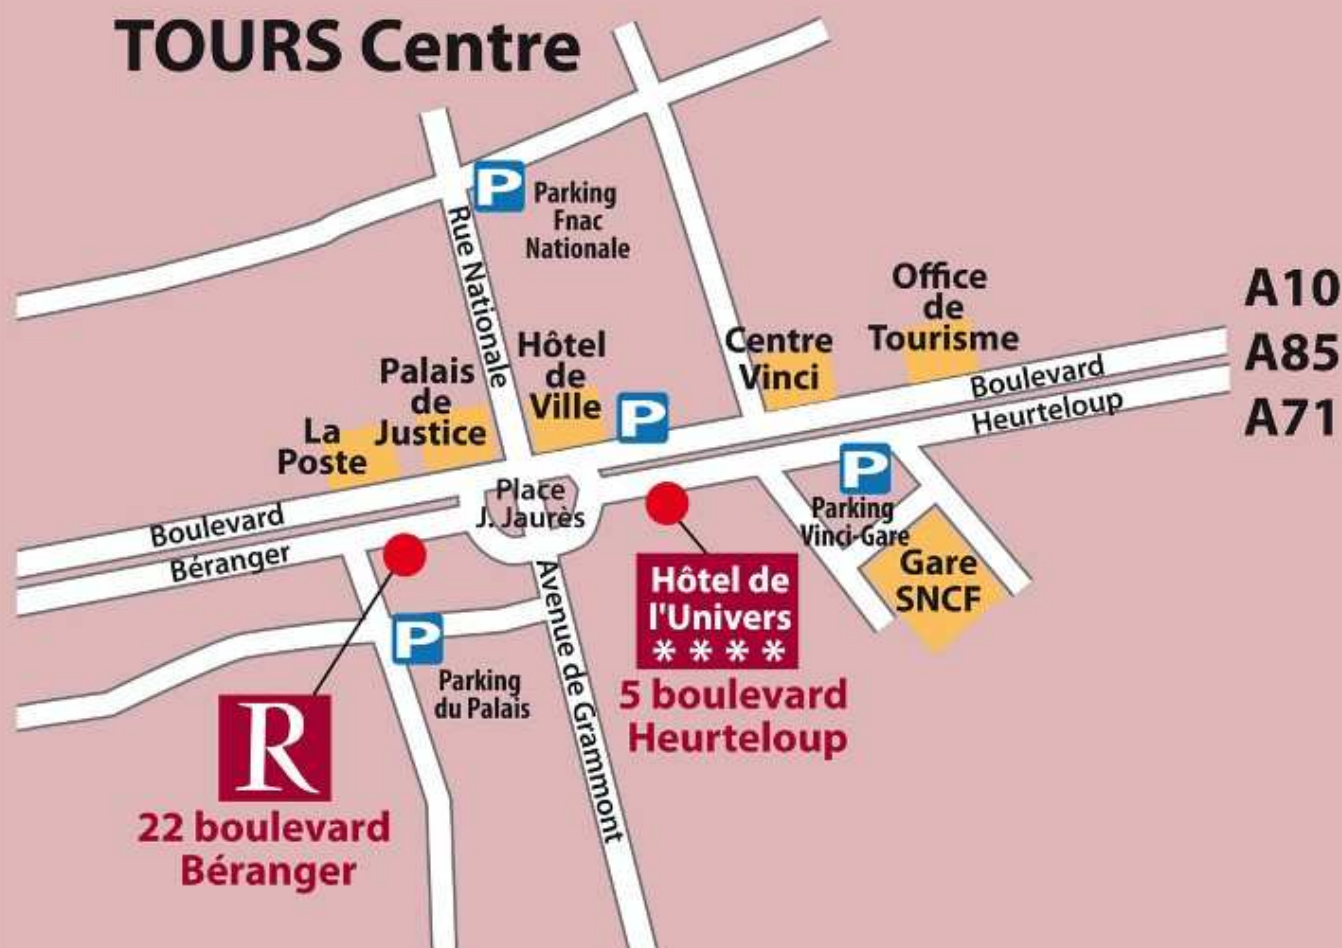 TOURS Centre
P
Parking
Fnac
Nationale
Rue Nationale
Office
de
Tourisme
A10
A85
A71
Centre
Vinci
Hôtel
de
Ville
P
Palais
de
Justice
La
Poste
Boulevard
Heurteloup
P
Parking
Vinci-Gare
Gare
SNCF
Place
J. Jaurès
Boulevard
Béranger
Hôtel de
l'Univers
* * * *
5 boulevard
Heurteloup
Avenue de Grammont
P
Parking
du Palais
R
22 boulevard
Béranger